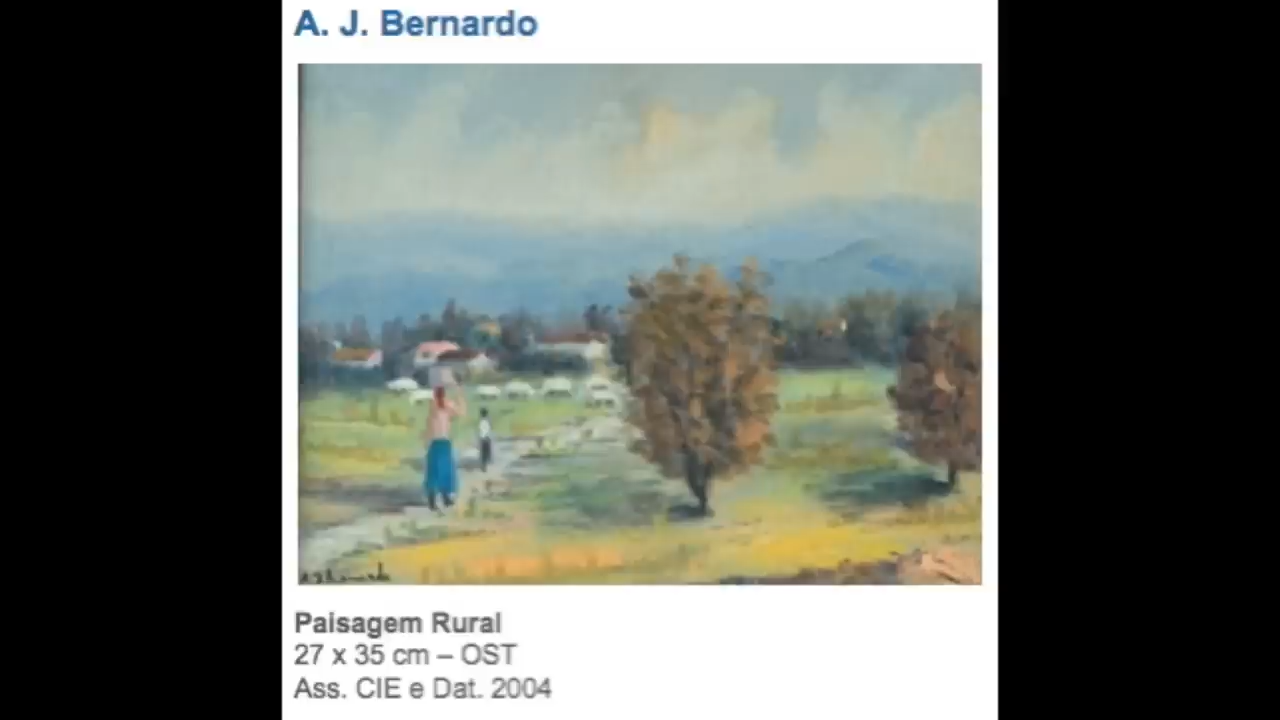 A. J. Bernardo
Paisagem Rural
27 x 35 cm – OST
Ass. CIE e Dat. 2004